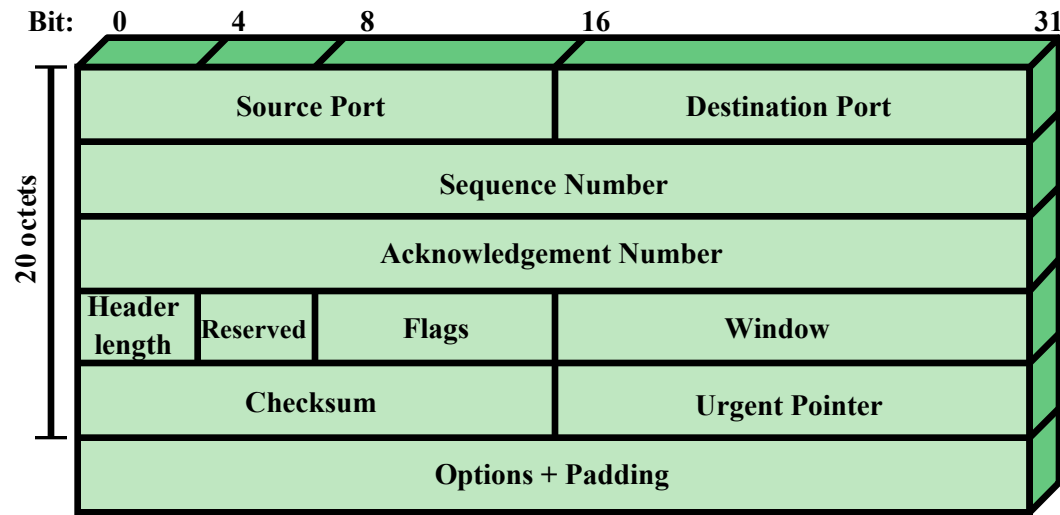 Bit: 0 4 8 16 31
Source Port Destination Port
Sequence Number
20 octets
Acknowledgement Number
Header
length
Reserved Flags Window
Checksum Urgent Pointer
Options + Padding